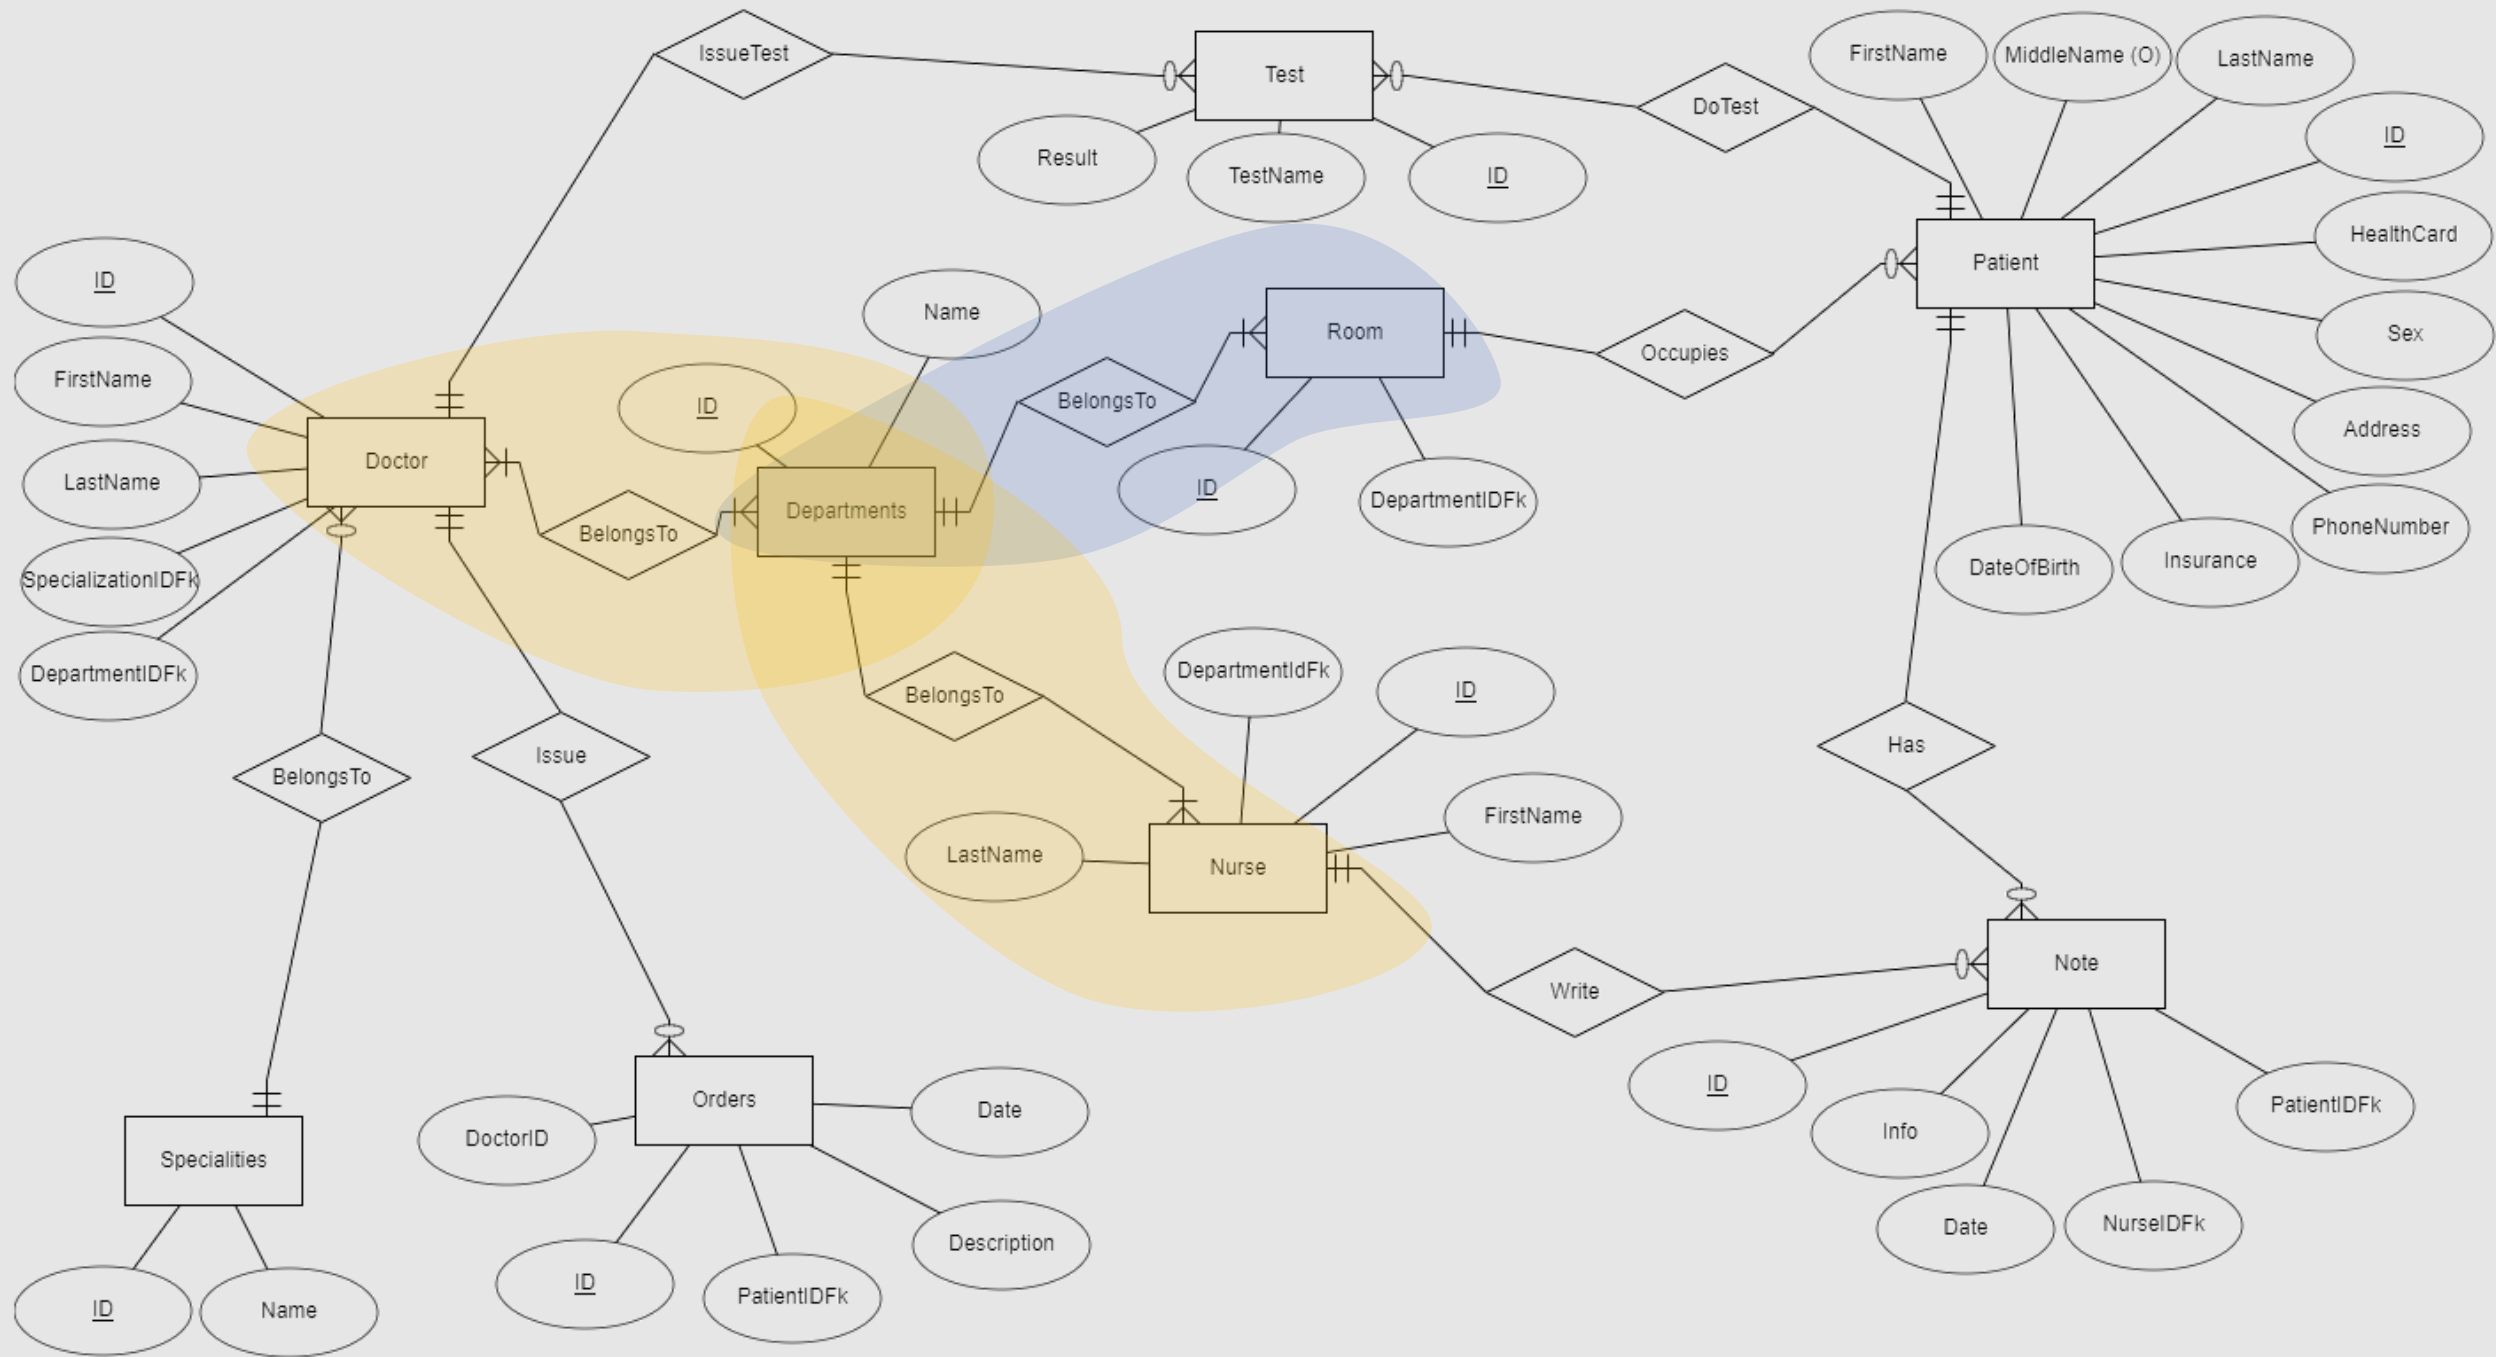 IssueTest
Test
FirstName
MiddleName (O)
LastName
DoTest
ID
Result
TestName
ID
HealthCard
Patient
ID
Name
Room
Occupies
Sex
FirstName
ID
BelongsTo
Address
Doctor
LastName
Departments
ID
DepartmentIDFk
PhoneNumber
BelongsTo
DateOfBirth
Insurance
SpecializationIDFk
DepartmentIDFk
BelongsTo
DepartmentIdFk
ID
BelongsTo
Issue
Has
FirstName
LastName
Nurse
Write
Note
Orders
Date
ID
DoctorID
Info
PatientIDFk
Specialities
Date
NurseIDFk
Description
ID
PatientIDFk
ID
Name